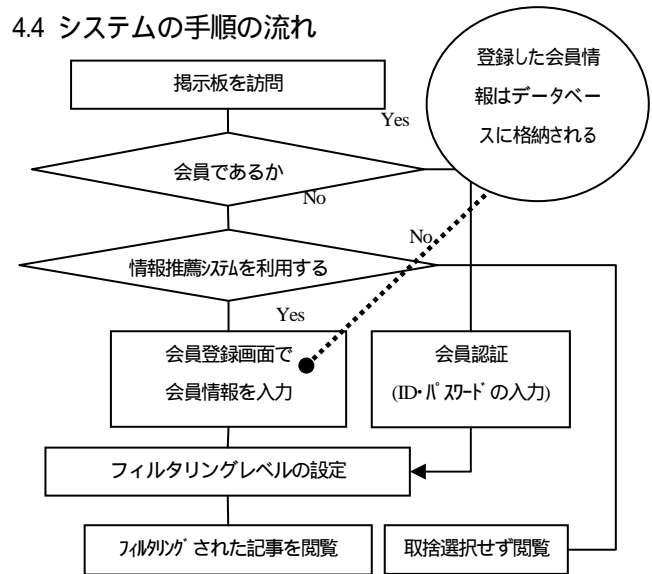 4.4 システムの手順の流れ
登録した会員情
報はデータベー
スに格納される
掲示板を訪問
Yes
会員であるか
No
No
情報推薦ｼｽﾃﾑを利用する
Yes
会員登録画面で
会員情報を入力
会員認証
(ID・ﾊﾟｽﾜｰﾄﾞの入力)
フィルタリングレベルの設定
ﾌｨﾙﾀﾘﾝｸﾞされた記事を閲覧
取捨選択せず閲覧